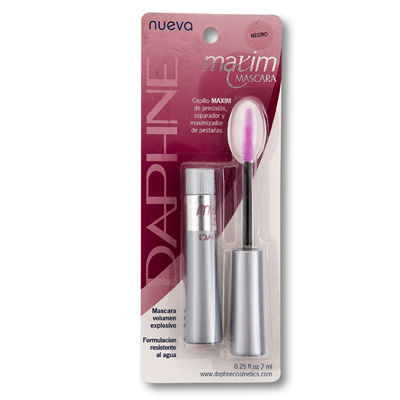 nueva
NEGRO
maxim
MASCARA
Cepillo MAXIM
de precisión,
separador y
maximizador
de pestañas
DAPHNE
Mascara
volumen
explosivo
Formulacion
resistente
al agua
0.25 fl oz 7 ml
www.daphnecosmetics.com